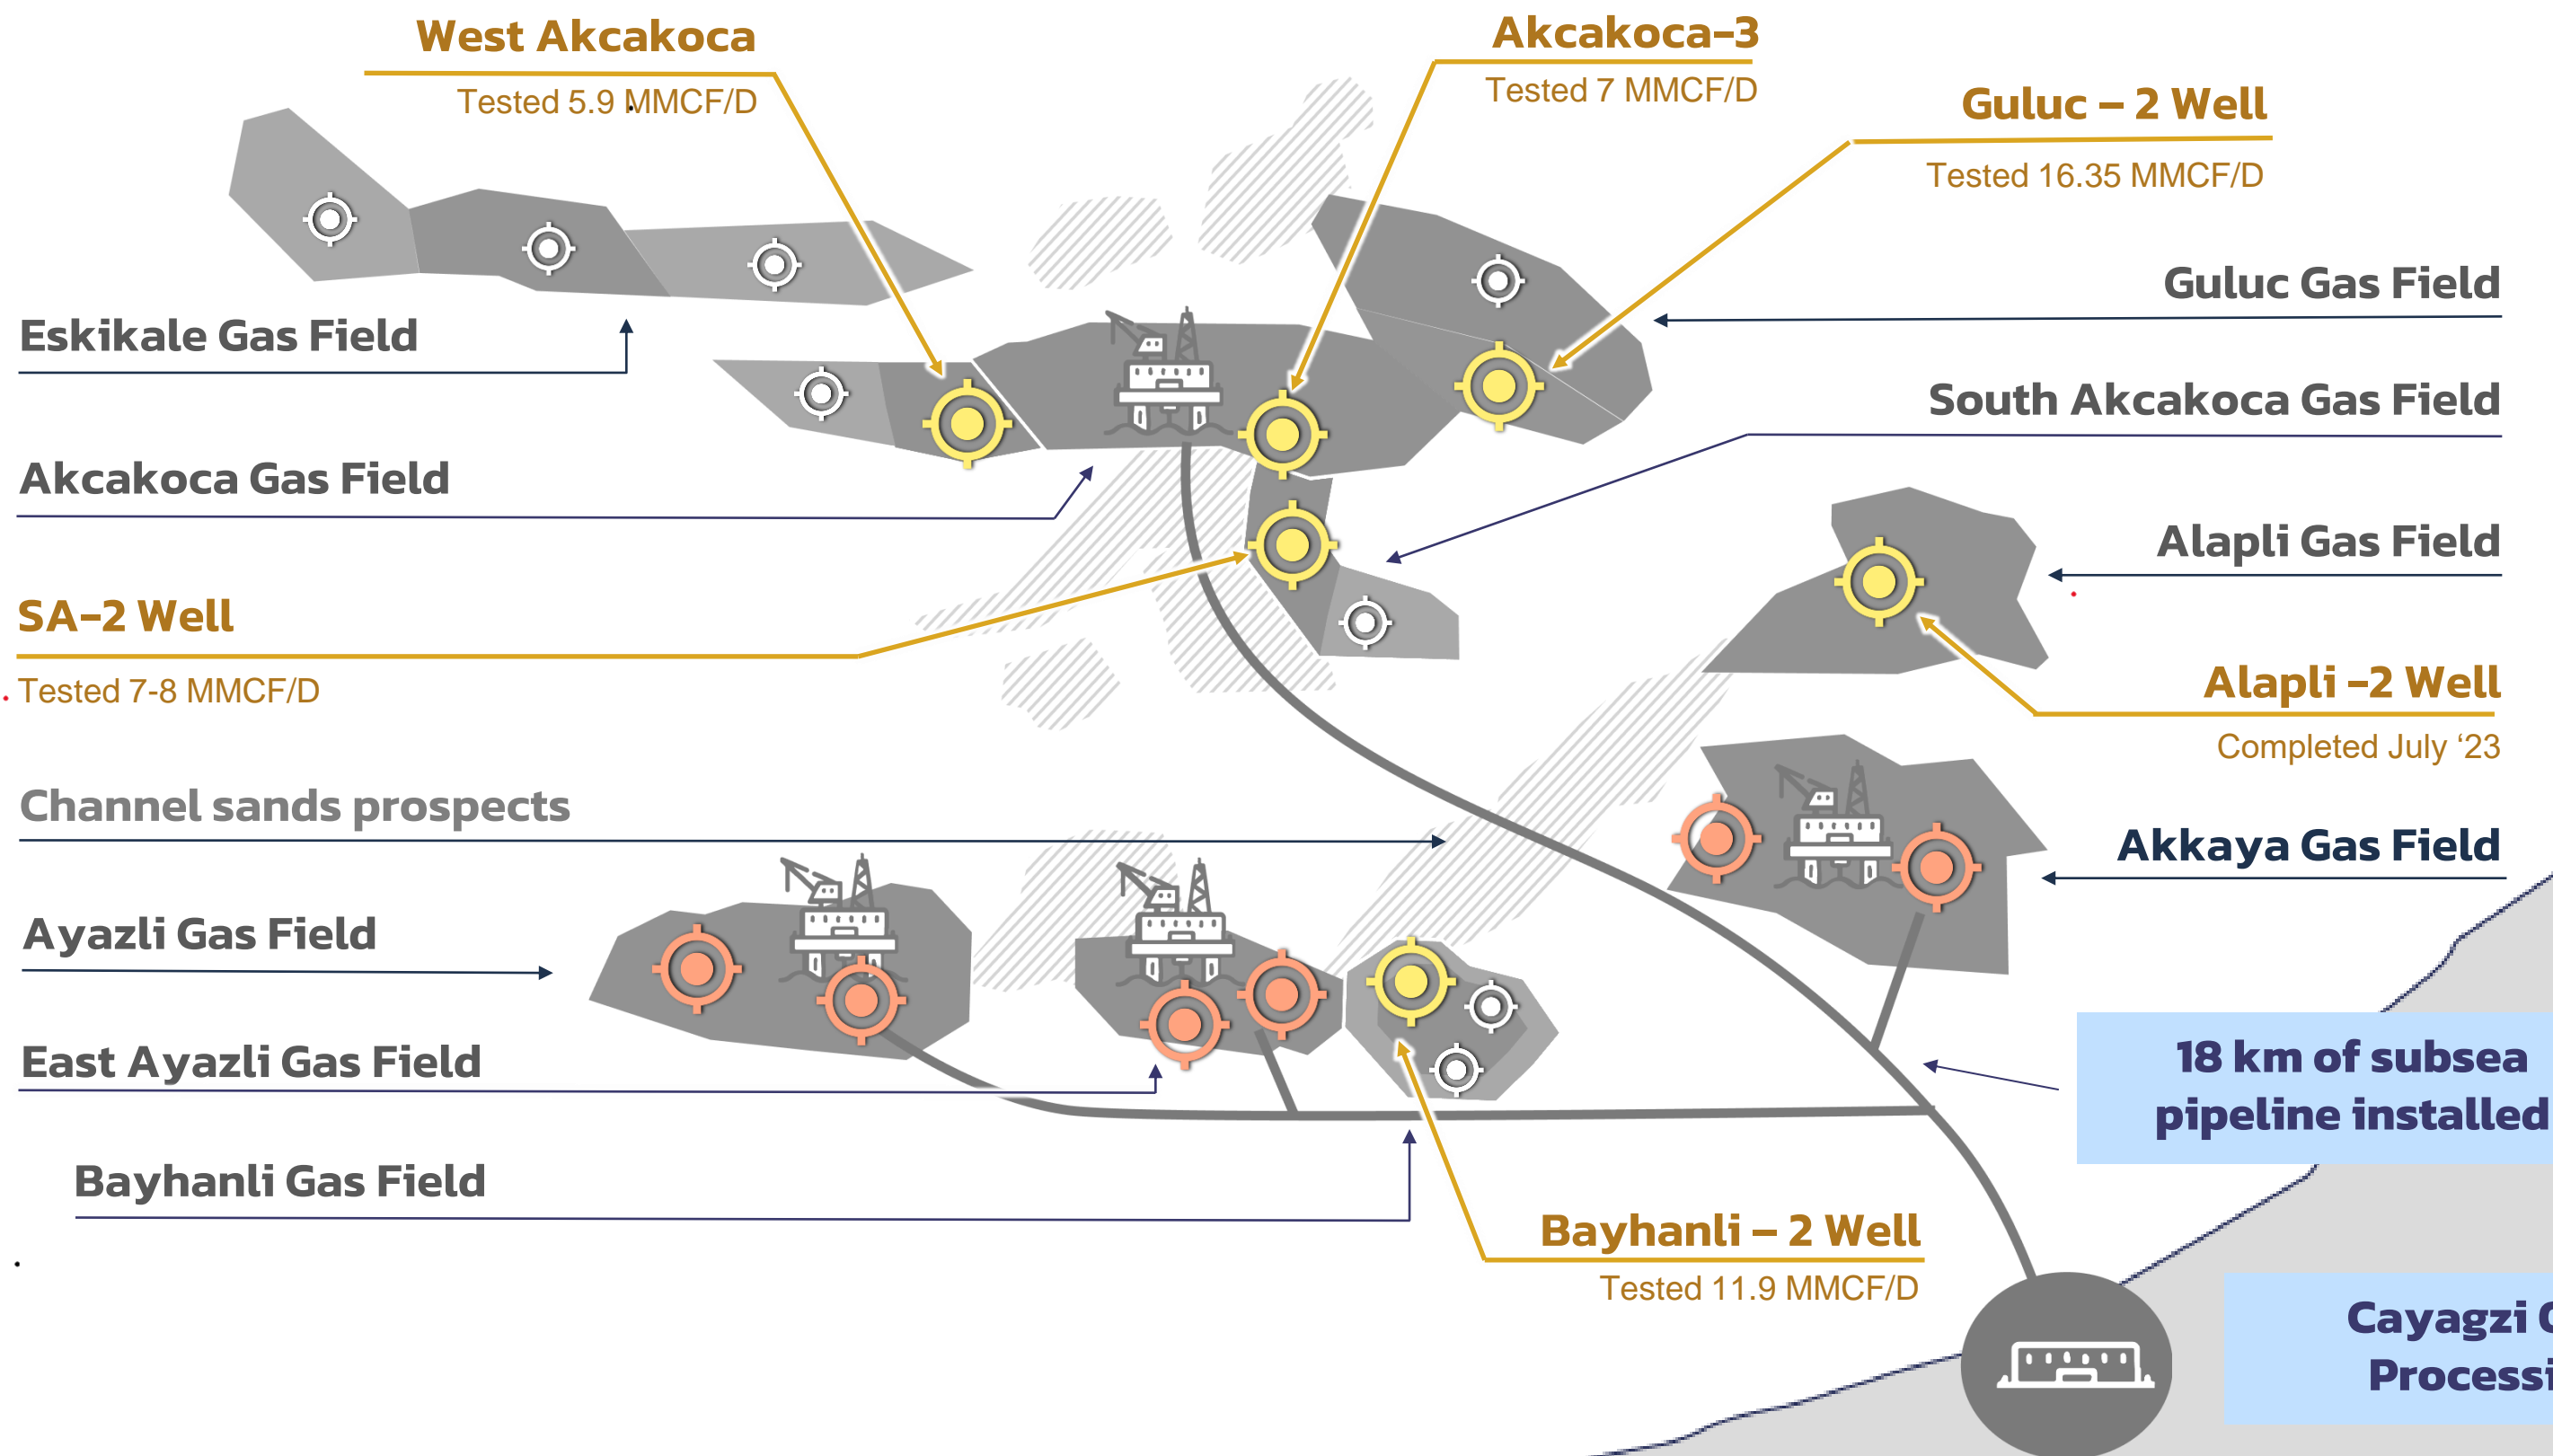 West Akcakoca
Tested 5.9 MMCF/D
Akcakoca-3
Tested 7 MMCF/D
Guluc – 2 Well
Tested 16.35 MMCF/D
Guluc Gas Field
Eskikale Gas Field
South Akcakoca Gas Field
Akcakoca Gas Field
Alapli Gas Field
SA-2 Well
Tested 7-8 MMCF/D
Alapli -2 Well
Completed July ‘23
Channel sands prospects
Akkaya Gas Field
Ayazli Gas Field
East Ayazli Gas Field
18 km of subsea
pipeline installed
Bayhanli Gas Field
Bayhanli – 2 Well
Tested 11.9 MMCF/D
Cayagzi